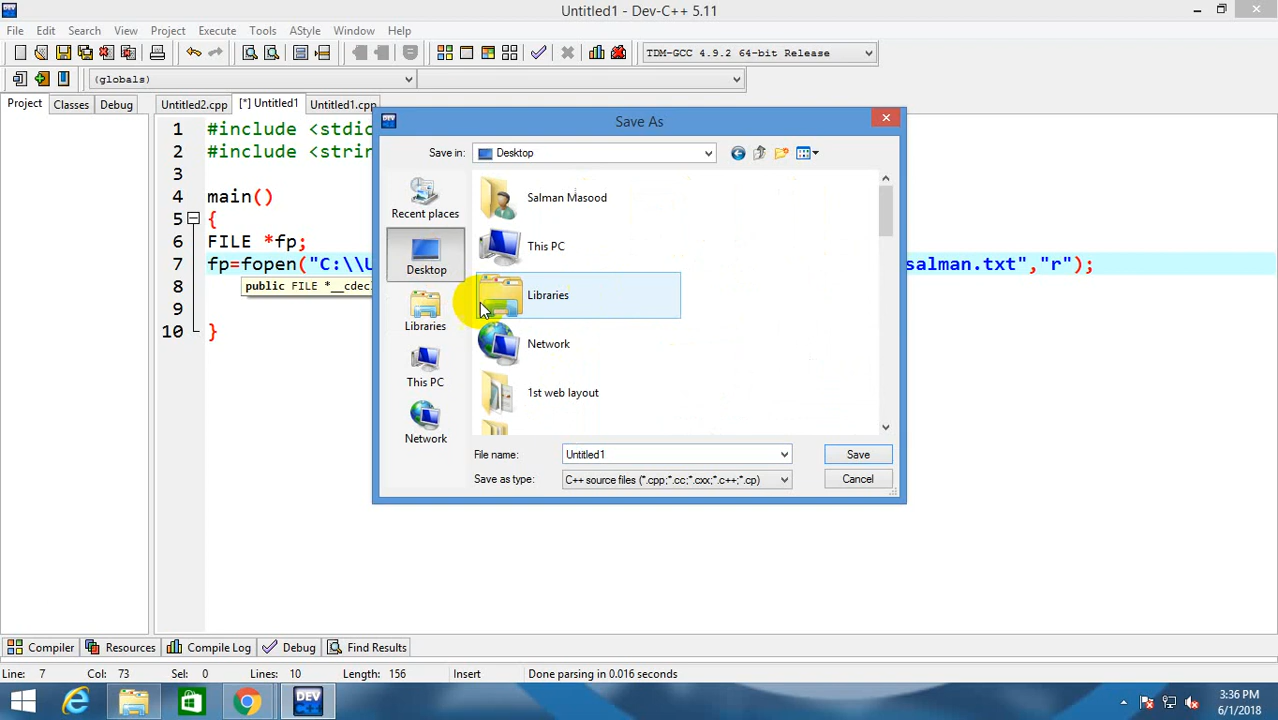 Untitled1 - Dev-C++ 5.11
File Edit Search View Project Execute Tools AStyle Window Help
TDM-GCC 4.9.2 64-bit Release
(globals)
Project Classes Debug Untitled2.cpp [*] Untitled1 Untitled1.cpp
1 #include <stdio
2 #include <strin
3
4 main()
5 {
6 FILE *fp;
7 fp=fopen("C:\\U salman.txt","r");
8 public FILE *__cdec
9
10 }
DEV
Save As
Save in: Desktop
Recent places
Desktop
Libraries
This PC
Network
Salman Masood
This PC
Libraries
Network
1st web layout
File name: Untitled1 Save
Save as type: C++ source files (*.cpp;*.cc;*.cxx;*.c++;*.cp) Cancel
Compiler Resources Compile Log Debug Find Results
Line: 7 Col: 73 Sel: 0 Lines: 10 Length: 156 Insert Done parsing in 0.016 seconds
DEV
3:36 PM
6/1/2018